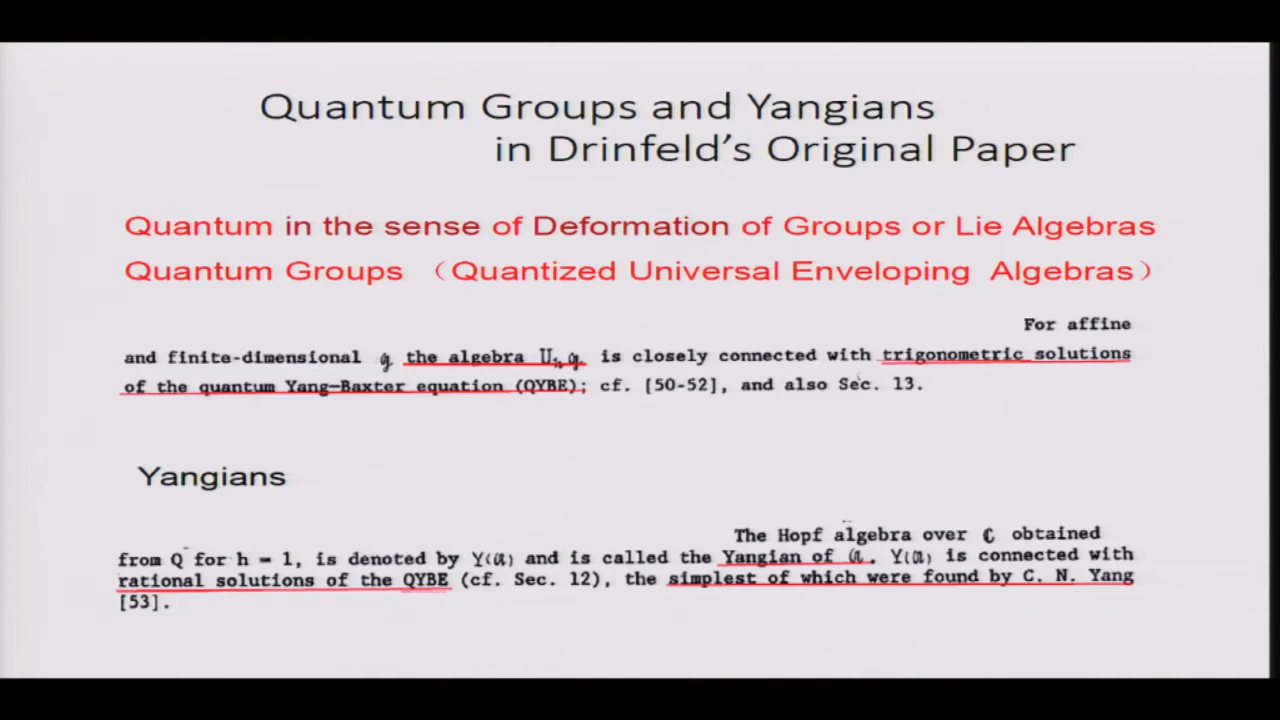 Quantum Groups and Yangians
in Drinfeld's Original Paper
Quantum in the sense of Deformation of Groups or Lie Algebras
Quantum Groups （Quantized Universal Enveloping Algebras）
For affine
and finite-dimensional 𝔤 the algebra Uₕ𝔤 is closely connected with trigonometric solutions
of the quantum Yang—Baxter equation (QYBE); cf. [50-52], and also Sec. 13.
Yangians
The Hopf algebra over ℂ obtained
from Q for h = 1, is denoted by Y(𝔞) and is called the Yangian of 𝔞. Y(𝔞) is connected with
rational solutions of the QYBE (cf. Sec. 12), the simplest of which were found by C. N. Yang
[53].